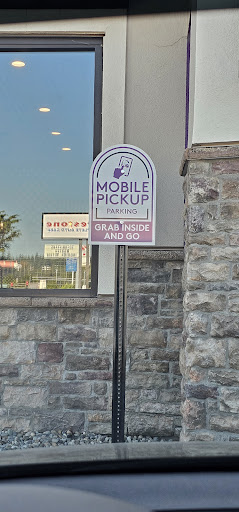 MOBILE
PICKUP
PARKING
GRAB INSIDE
AND GO